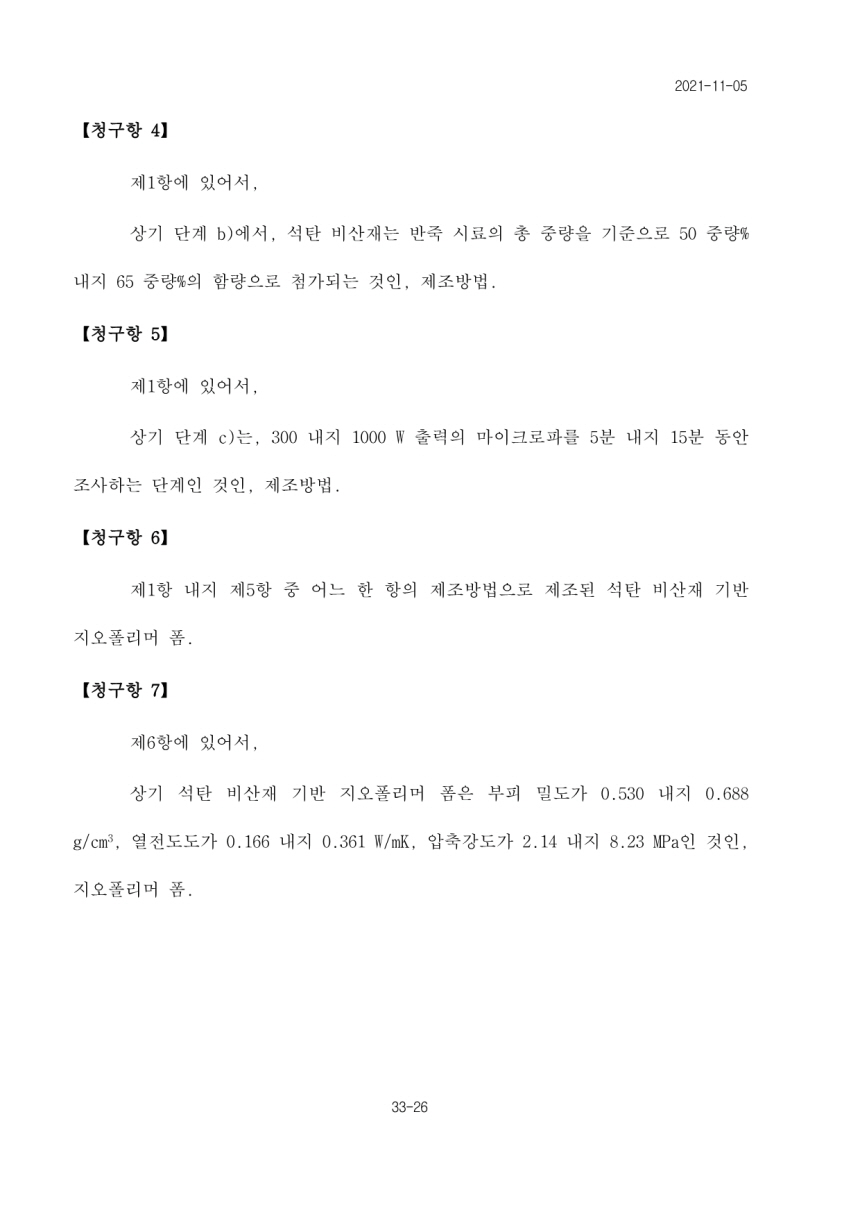 2021-11-05
【청구항 4】
제1항에 있어서,
상기 단계 b)에서, 석탄 비산재는 반죽 시료의 총 중량을 기준으로 50 중량%
내지 65 중량%의 함량으로 첨가되는 것인, 제조방법.
【청구항 5】
제1항에 있어서,
상기 단계 c)는, 300 내지 1000 W 출력의 마이크로파를 5분 내지 15분 동안
조사하는 단계인 것인, 제조방법.
【청구항 6】
제1항 내지 제5항 중 어느 한 항의 제조방법으로 제조된 석탄 비산재 기반
지오폴리머 폼.
【청구항 7】
제6항에 있어서,
상기 석탄 비산재 기반 지오폴리머 폼은 부피 밀도가 0.530 내지 0.688
g/cm³, 열전도도가 0.166 내지 0.361 W/mK, 압축강도가 2.14 내지 8.23 MPa인 것인,
지오폴리머 폼.
33-26